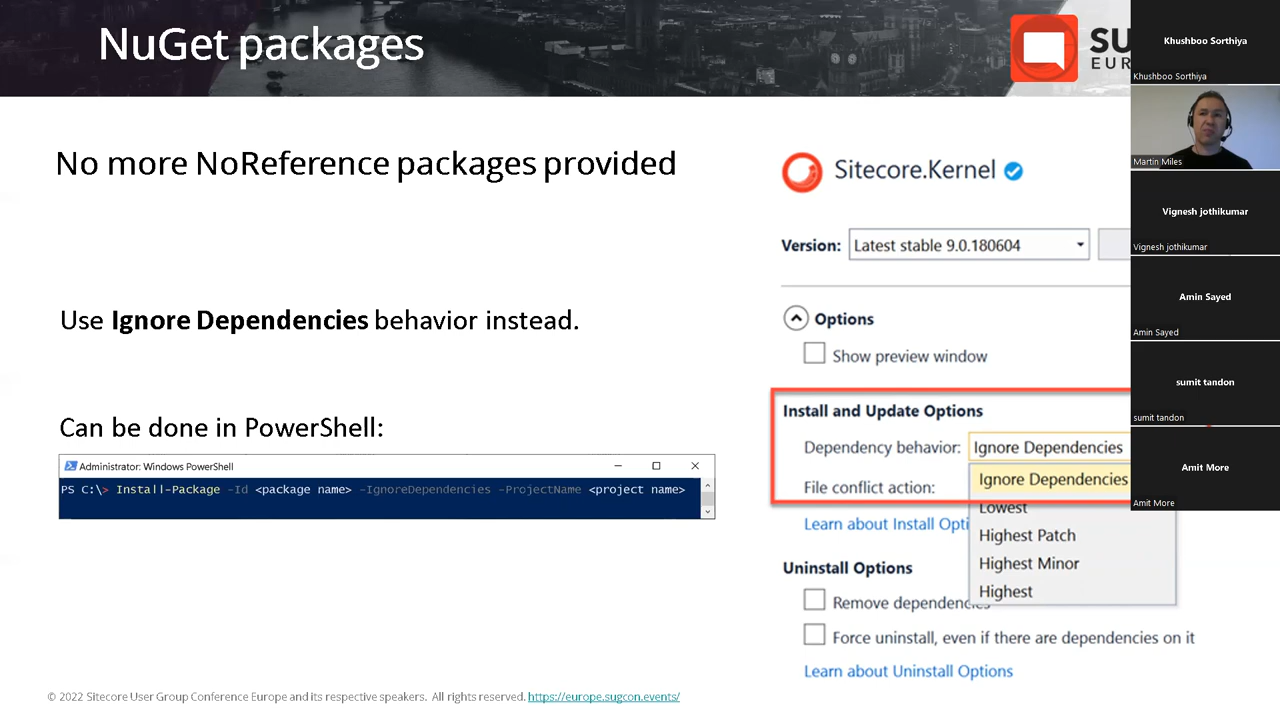 NuGet packages
SU
EUR
No more NoReference packages provided
Use Ignore Dependencies behavior instead.
Can be done in PowerShell:
Administrator: Windows PowerShell
PS C:\> Install-Package -Id <package name> -IgnoreDependencies -ProjectName <project name>
Sitecore.Kernel
Version: Latest stable 9.0.180604
Options
Show preview window
Install and Update Options
Dependency behavior: Ignore Dependencies
Ignore Dependencies
File conflict action:
Lowest
Learn about Install Opti
Highest Patch
Highest Minor
Uninstall Options
Highest
Remove dependencies
Force uninstall, even if there are dependencies on it
Learn about Uninstall Options
Khushboo Sorthiya
Khushboo Sorthiya
Martin Miles
Vignesh jothikumar
Vignesh jothikumar
Amin Sayed
Amin Sayed
sumit tandon
sumit tandon
Amit More
Amit More
© 2022 Sitecore User Group Conference Europe and its respective speakers. All rights reserved. https://europe.sugcon.events/